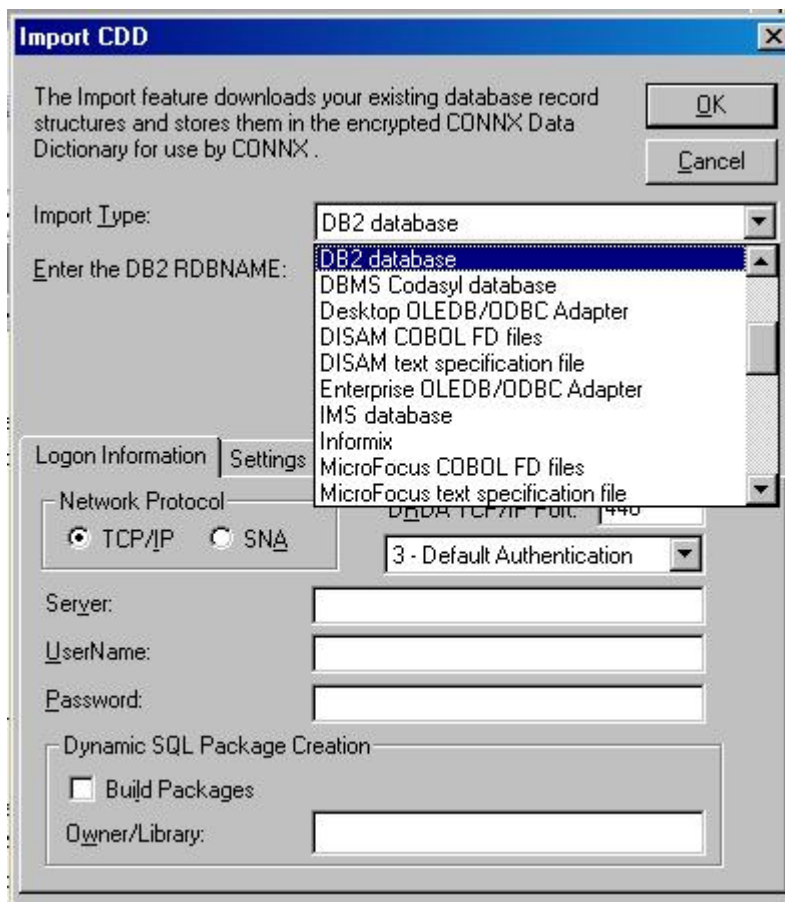 Import CDD
The Import feature downloads your existing database record
structures and stores them in the encrypted CONNX Data
Dictionary for use by CONNX .
OK
Cancel
Import Type:
DB2 database
Enter the DB2 RDBNAME:
DB2 database
DBMS Codasyl database
Desktop OLEDB/ODBC Adapter
DISAM COBOL FD files
DISAM text specification file
Enterprise OLEDB/ODBC Adapter
IMS database
Informix
MicroFocus COBOL FD files
MicroFocus text specification file
Logon Information
Settings
Network Protocol
TCP/IP
SNA
DRDA TCP/IP Port:
3 - Default Authentication
Server:
UserName:
Password:
Dynamic SQL Package Creation
Build Packages
Owner/Library: